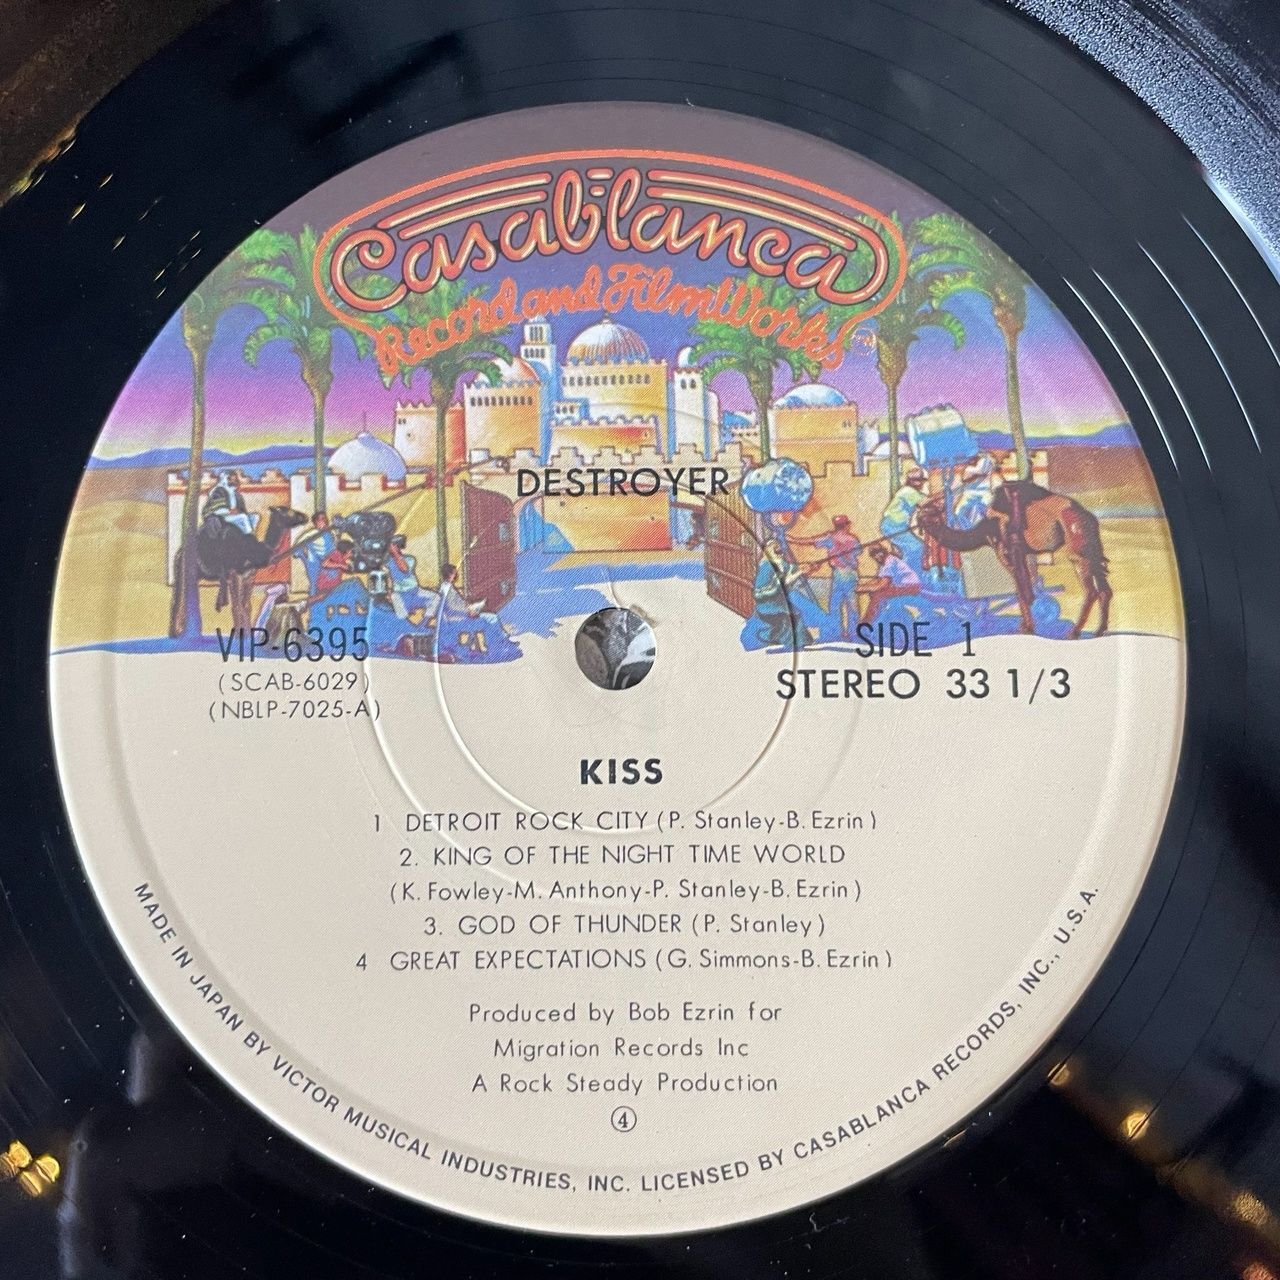 Casablanca
Record and FilmWorks
DESTROYER
VIP-6395
(SCAB-6029)
(NBLP-7025-A)
SIDE 1
STEREO 33 1/3
KISS
1 DETROIT ROCK CITY (P. Stanley-B. Ezrin)
2. KING OF THE NIGHT TIME WORLD
(K. Fowley-M. Anthony-P. Stanley-B. Ezrin)
3. GOD OF THUNDER (P. Stanley)
4 GREAT EXPECTATIONS (G. Simmons-B. Ezrin)
Produced by Bob Ezrin for
Migration Records Inc
A Rock Steady Production
④
MADE IN JAPAN BY VICTOR MUSICAL INDUSTRIES, INC. LICENSED BY CASABLANCA RECORDS, INC., U.S.A.